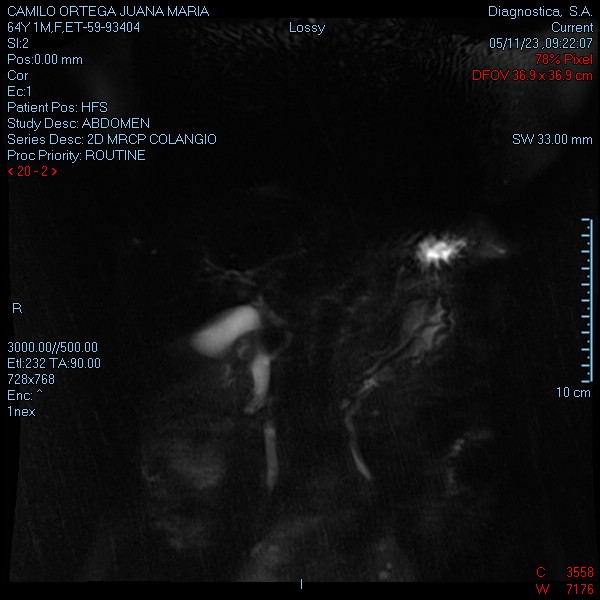 CAMILO ORTEGA JUANA MARIA
64Y 1M,F,ET-59-93404
SI:2
Pos:0.00 mm
Cor
Ec:1
Patient Pos: HFS
Study Desc: ABDOMEN
Series Desc: 2D MRCP COLANGIO
Proc Priority: ROUTINE
< 20 - 2 >
Lossy
Diagnostica, S.A.
Current
05/11/23 ,09:22:07
78% Pixel
DFOV 36.9 x 36.9 cm
SW 33.00 mm
R
3000.00//500.00
Etl:232 TA:90.00
728x768
Enc: ^
1nex
10 cm
C 3558
W 7176